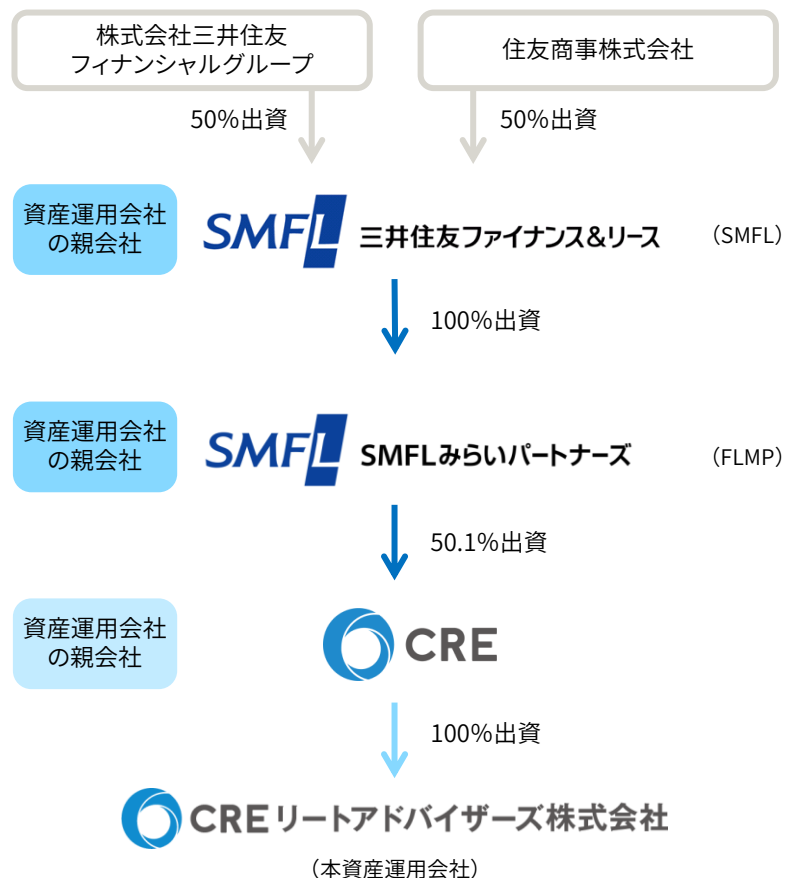 株式会社三井住友
フィナンシャルグループ
住友商事株式会社
50%出資
50%出資
資産運用会社
の親会社
SMFL 三井住友ファイナンス&リース （SMFL）
100%出資
資産運用会社
の親会社
SMFL SMFLみらいパートナーズ （FLMP）
50.1%出資
資産運用会社
の親会社
CRE
100%出資
CREリートアドバイザーズ株式会社
（本資産運用会社）